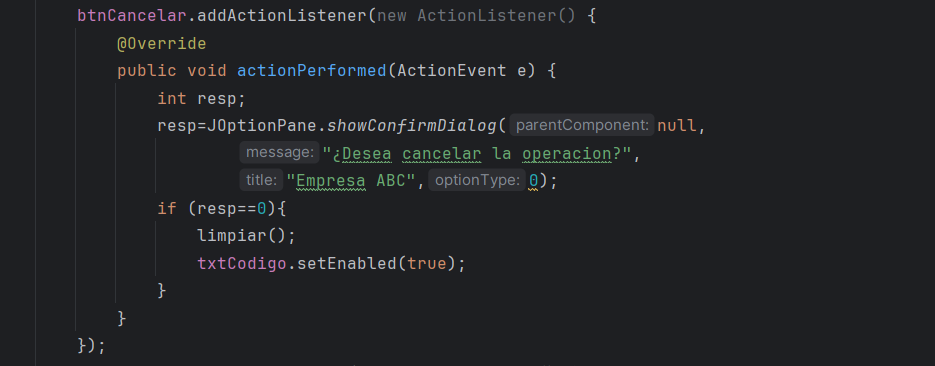 btnCancelar.addActionListener(new ActionListener() {
@Override
public void actionPerformed(ActionEvent e) {
int resp;
resp=JOptionPane.showConfirmDialog( parentComponent: null,
message: "¿Desea cancelar la operacion?",
title: "Empresa ABC", optionType: 0);
if (resp==0){
limpiar();
txtCodigo.setEnabled(true);
}
}
});